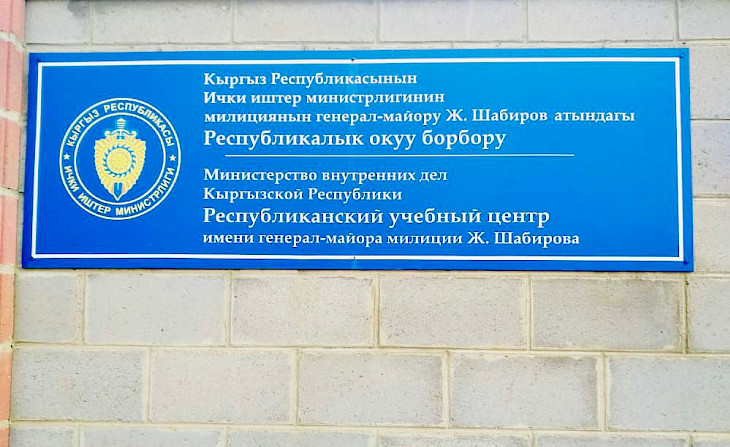 КЫРГЫЗ РЕСПУБЛИКАСЫ
ИЧКИ ИШТЕР МИНИСТРЛИГИ
Кыргыз Республикасынын
Ички иштер министрлигинин
милициянын генерал-майору Ж. Шабиров атындагы
Республикалык окуу борбору
Министерство внутренних дел
Кыргызской Республики
Республиканский учебный центр
имени генерал-майора милиции Ж. Шабирова